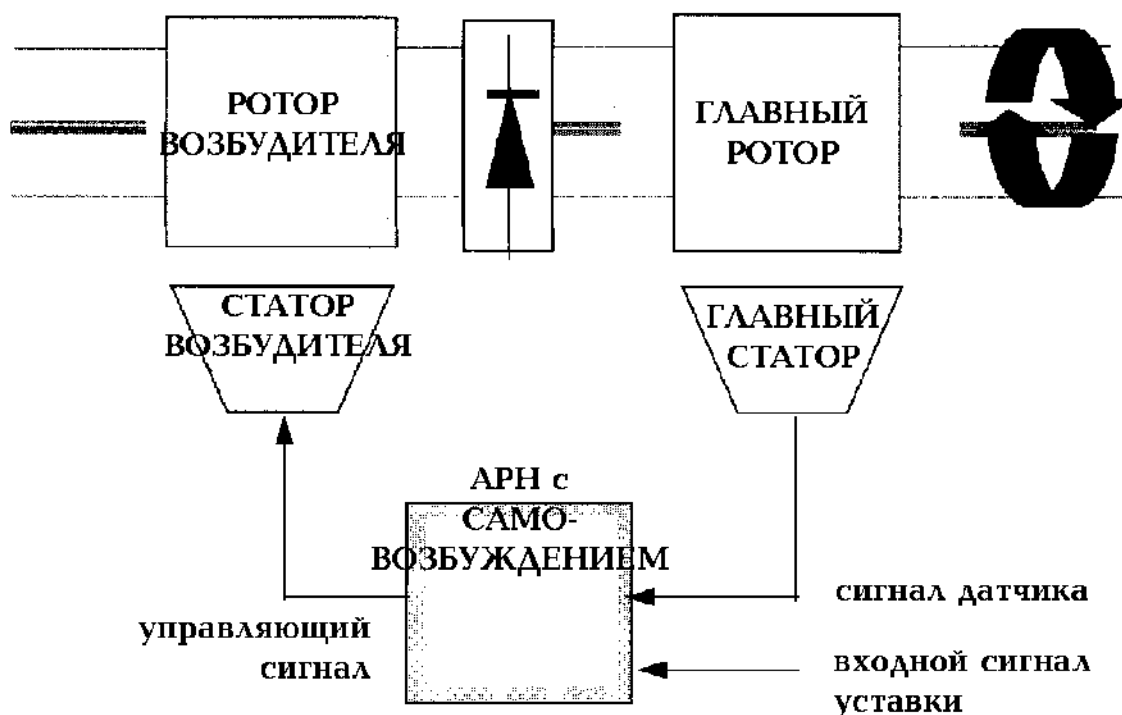 РОТОР
ВОЗБУДИТЕЛЯ
ГЛАВНЫЙ
РОТОР
СТАТОР
ВОЗБУДИТЕЛЯ
ГЛАВНЫЙ
СТАТОР
АРН с
САМО-
ВОЗБУЖДЕНИЕМ
сигнал датчика
управляющий
сигнал
входной сигнал
уставки